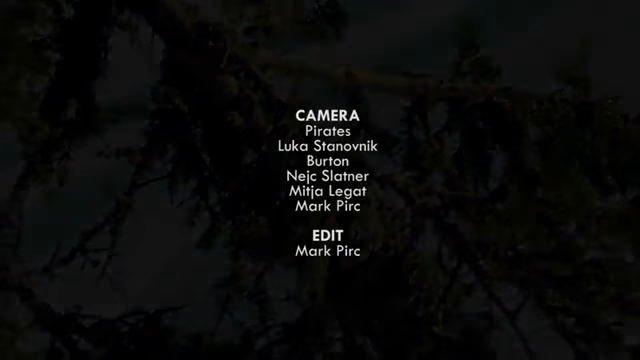 CAMERA
Pirates
Luka Stanovnik
Burton
Nejc Slatner
Mitja Legat
Mark Pirc
EDIT
Mark Pirc